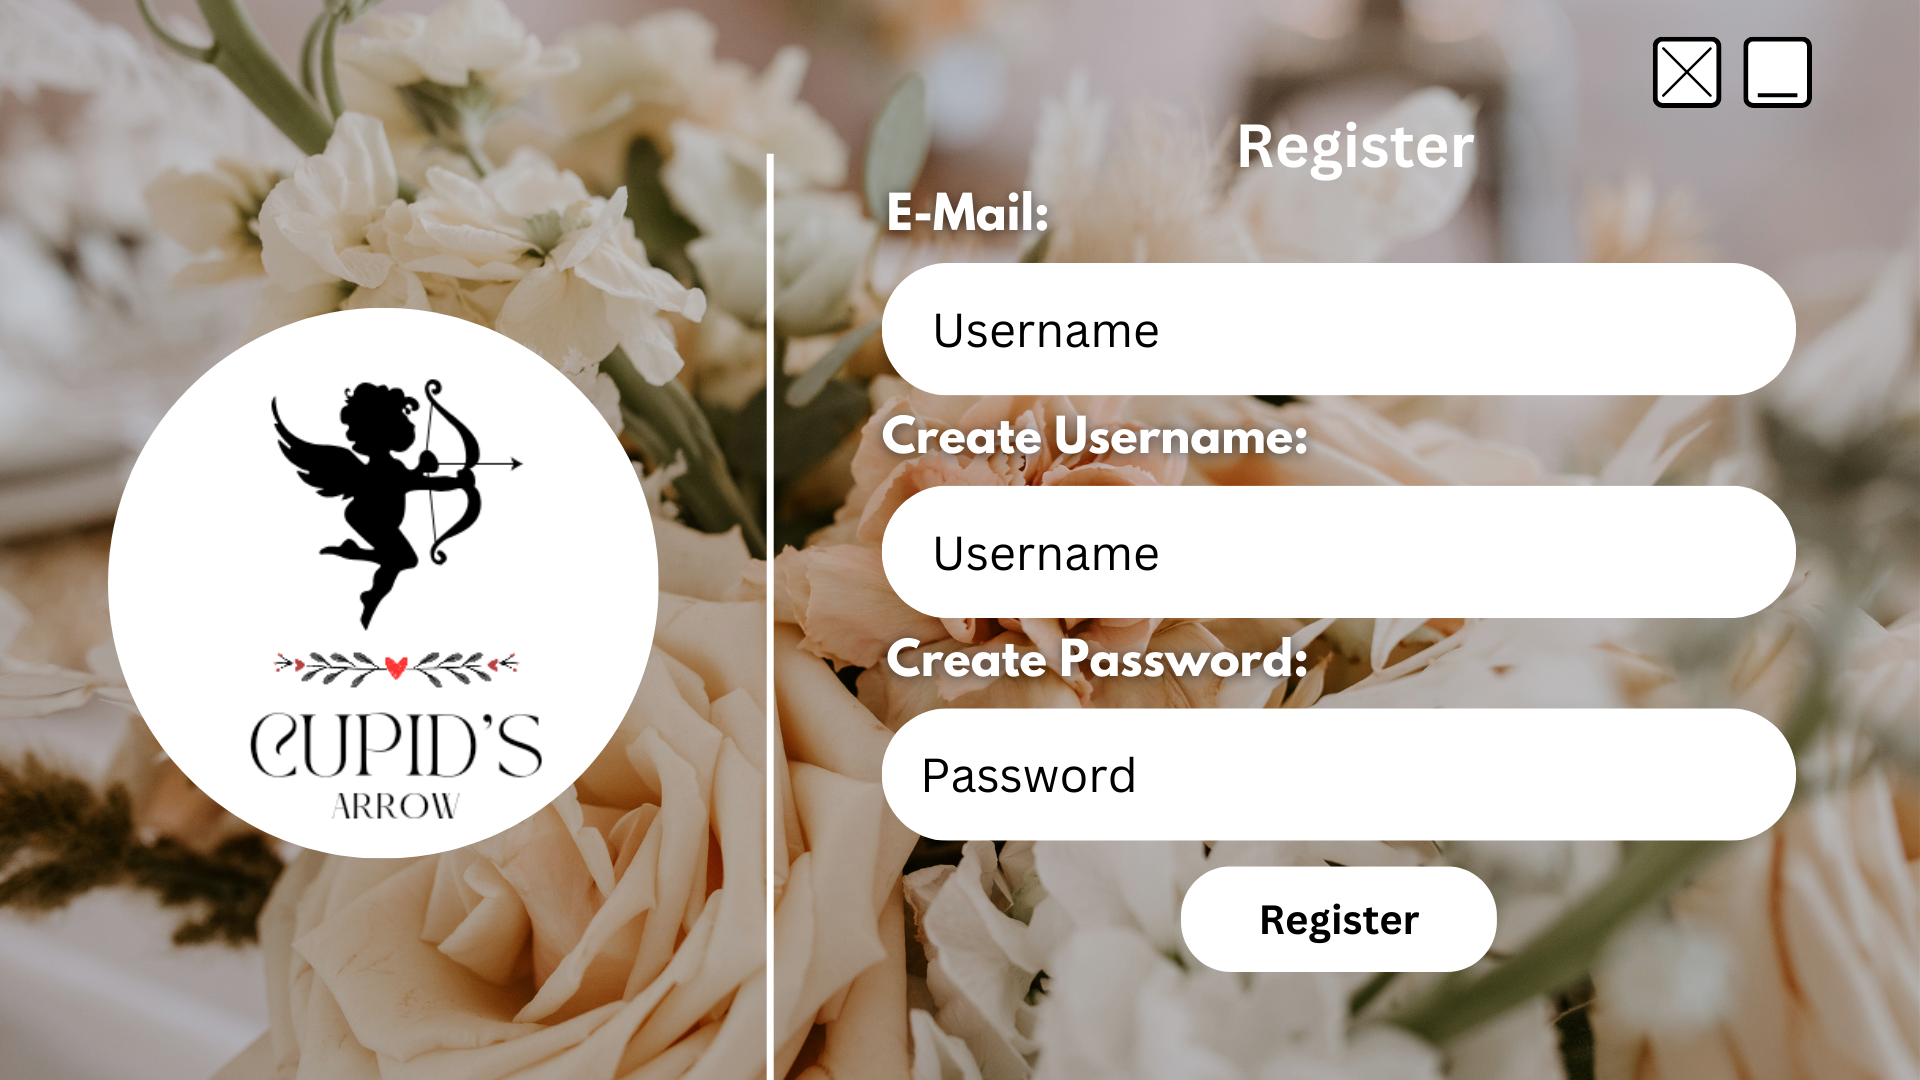 CUPID'S
ARROW
Register
E-Mail:
Username
Create Username:
Username
Create Password:
Password
Register